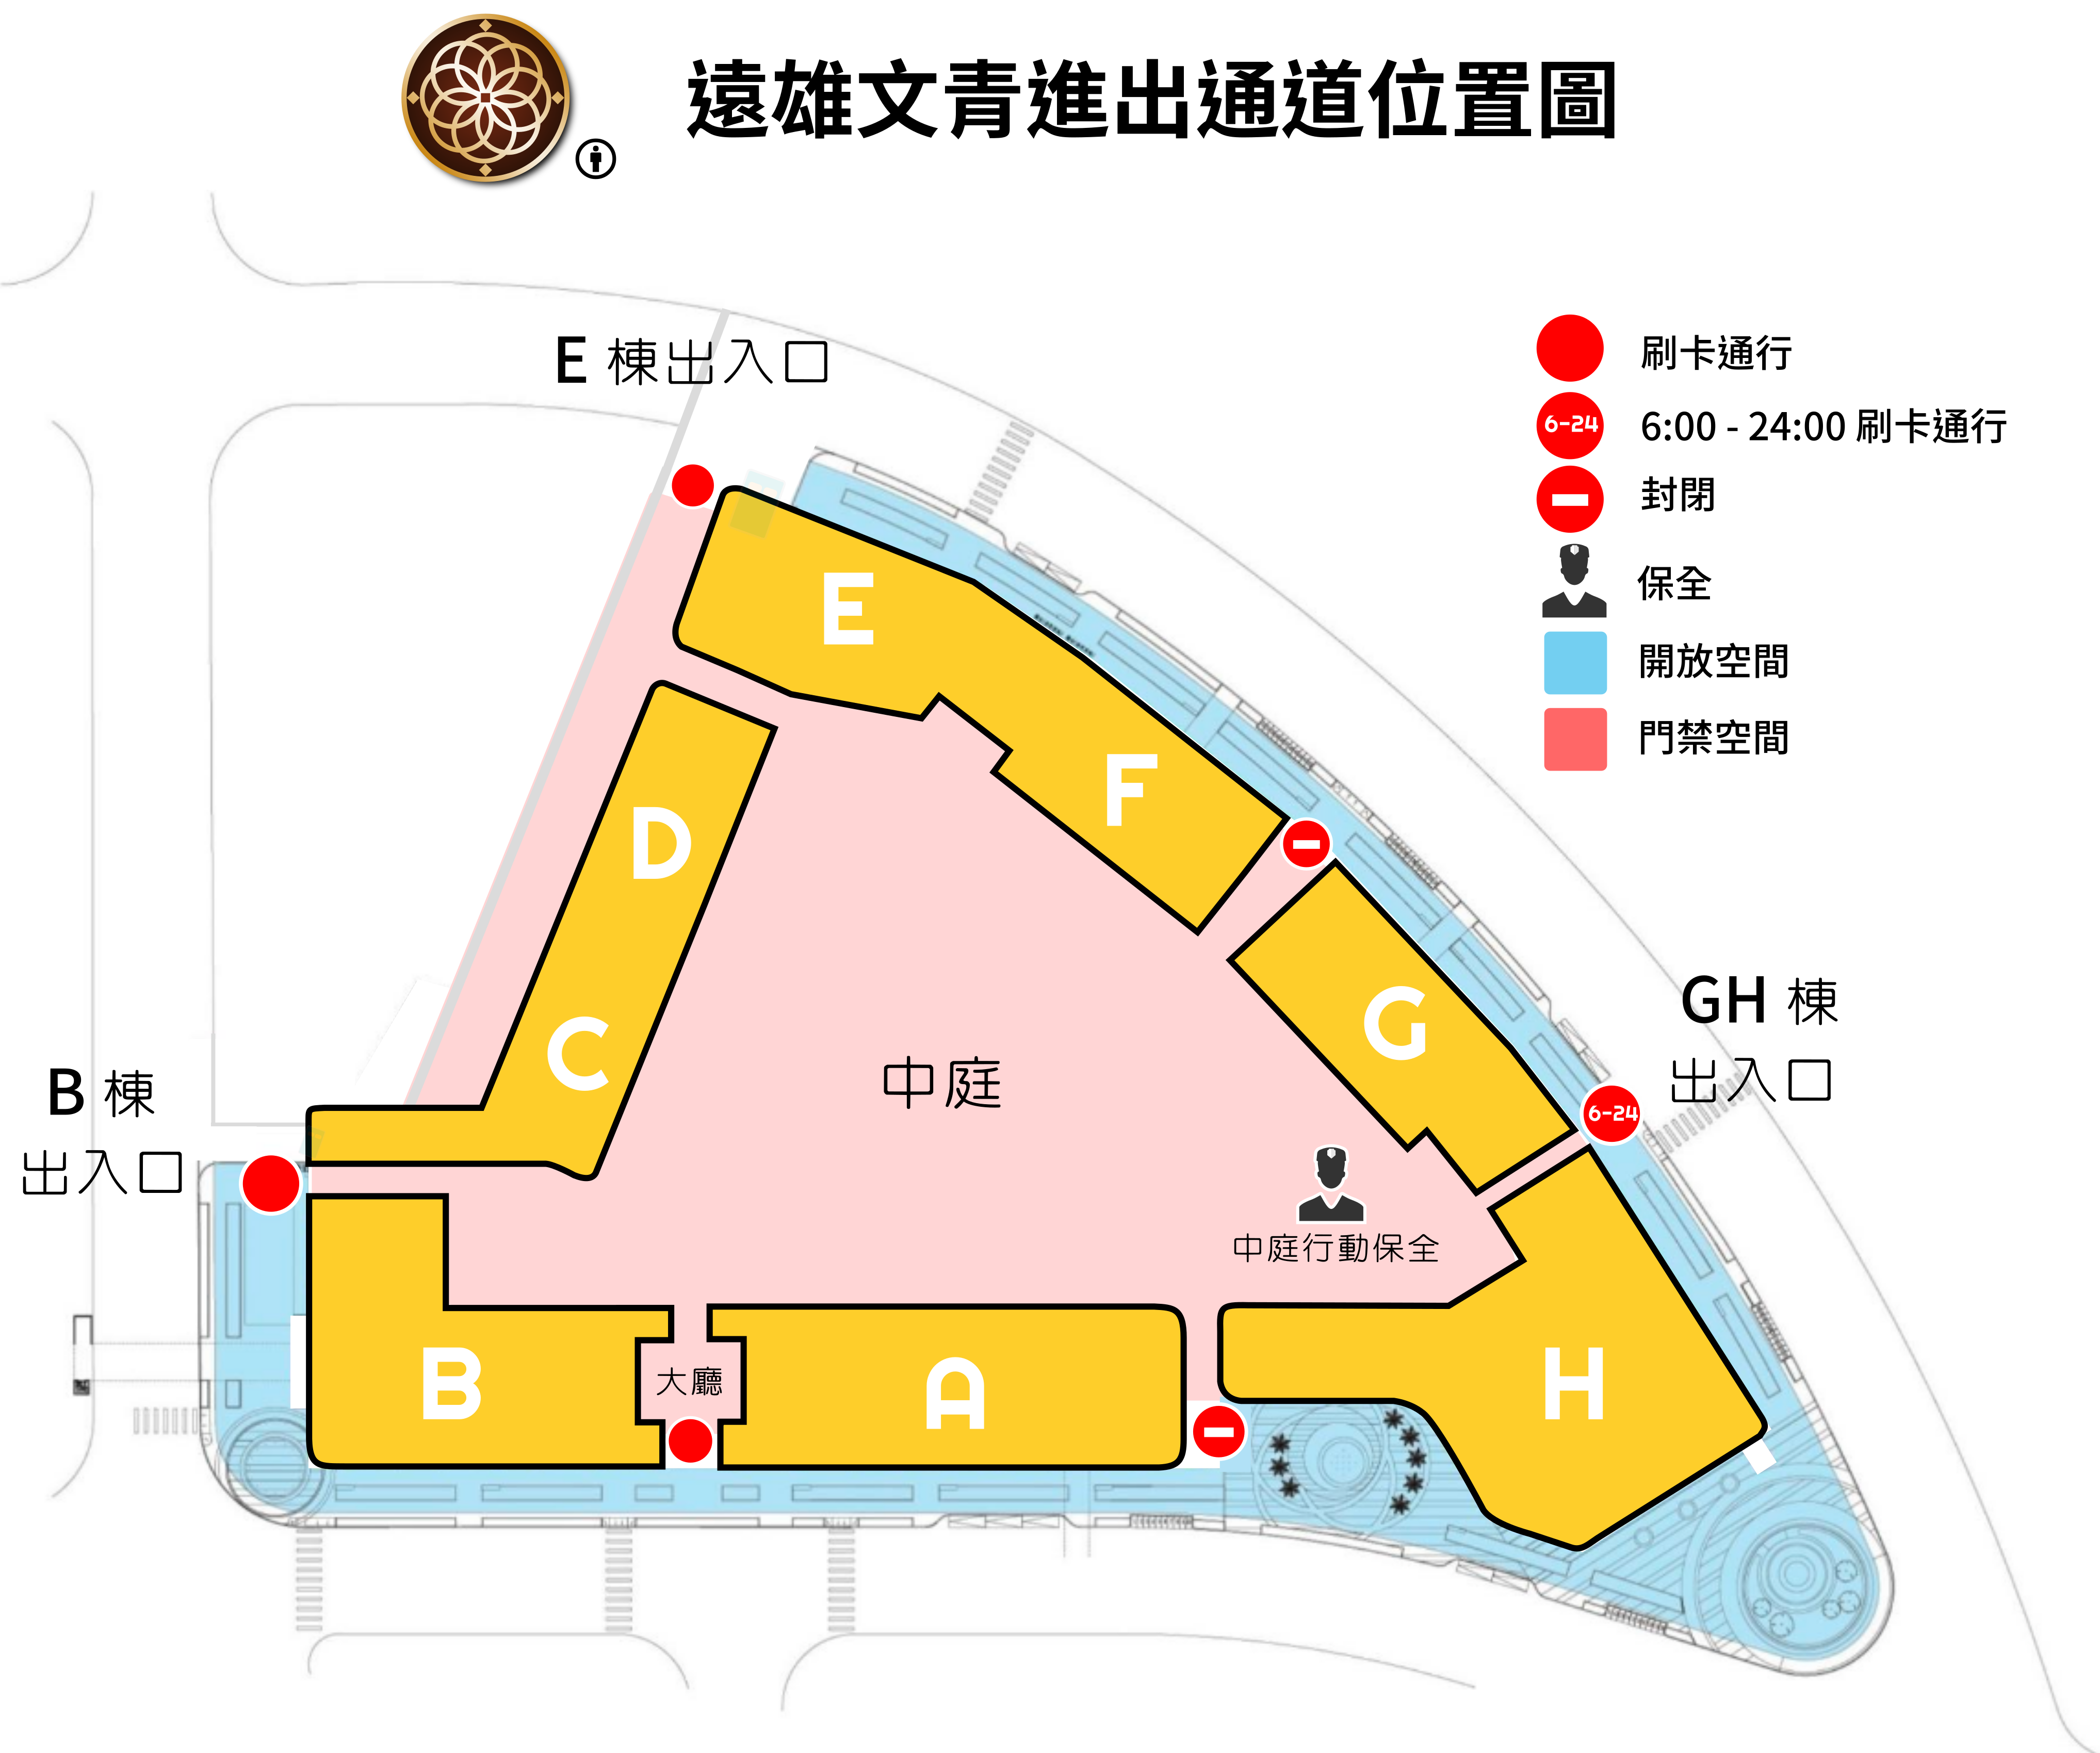 遠雄文青進出通道位置圖
E 棟出入口
刷卡通行
6-24
6:00 - 24:00 刷卡通行
封閉
保全
開放空間
門禁空間
E
F
D
G
C
GH 棟
出入口
6-24
中庭
B 棟
出入口
中庭行動保全
大廳
B
A
H